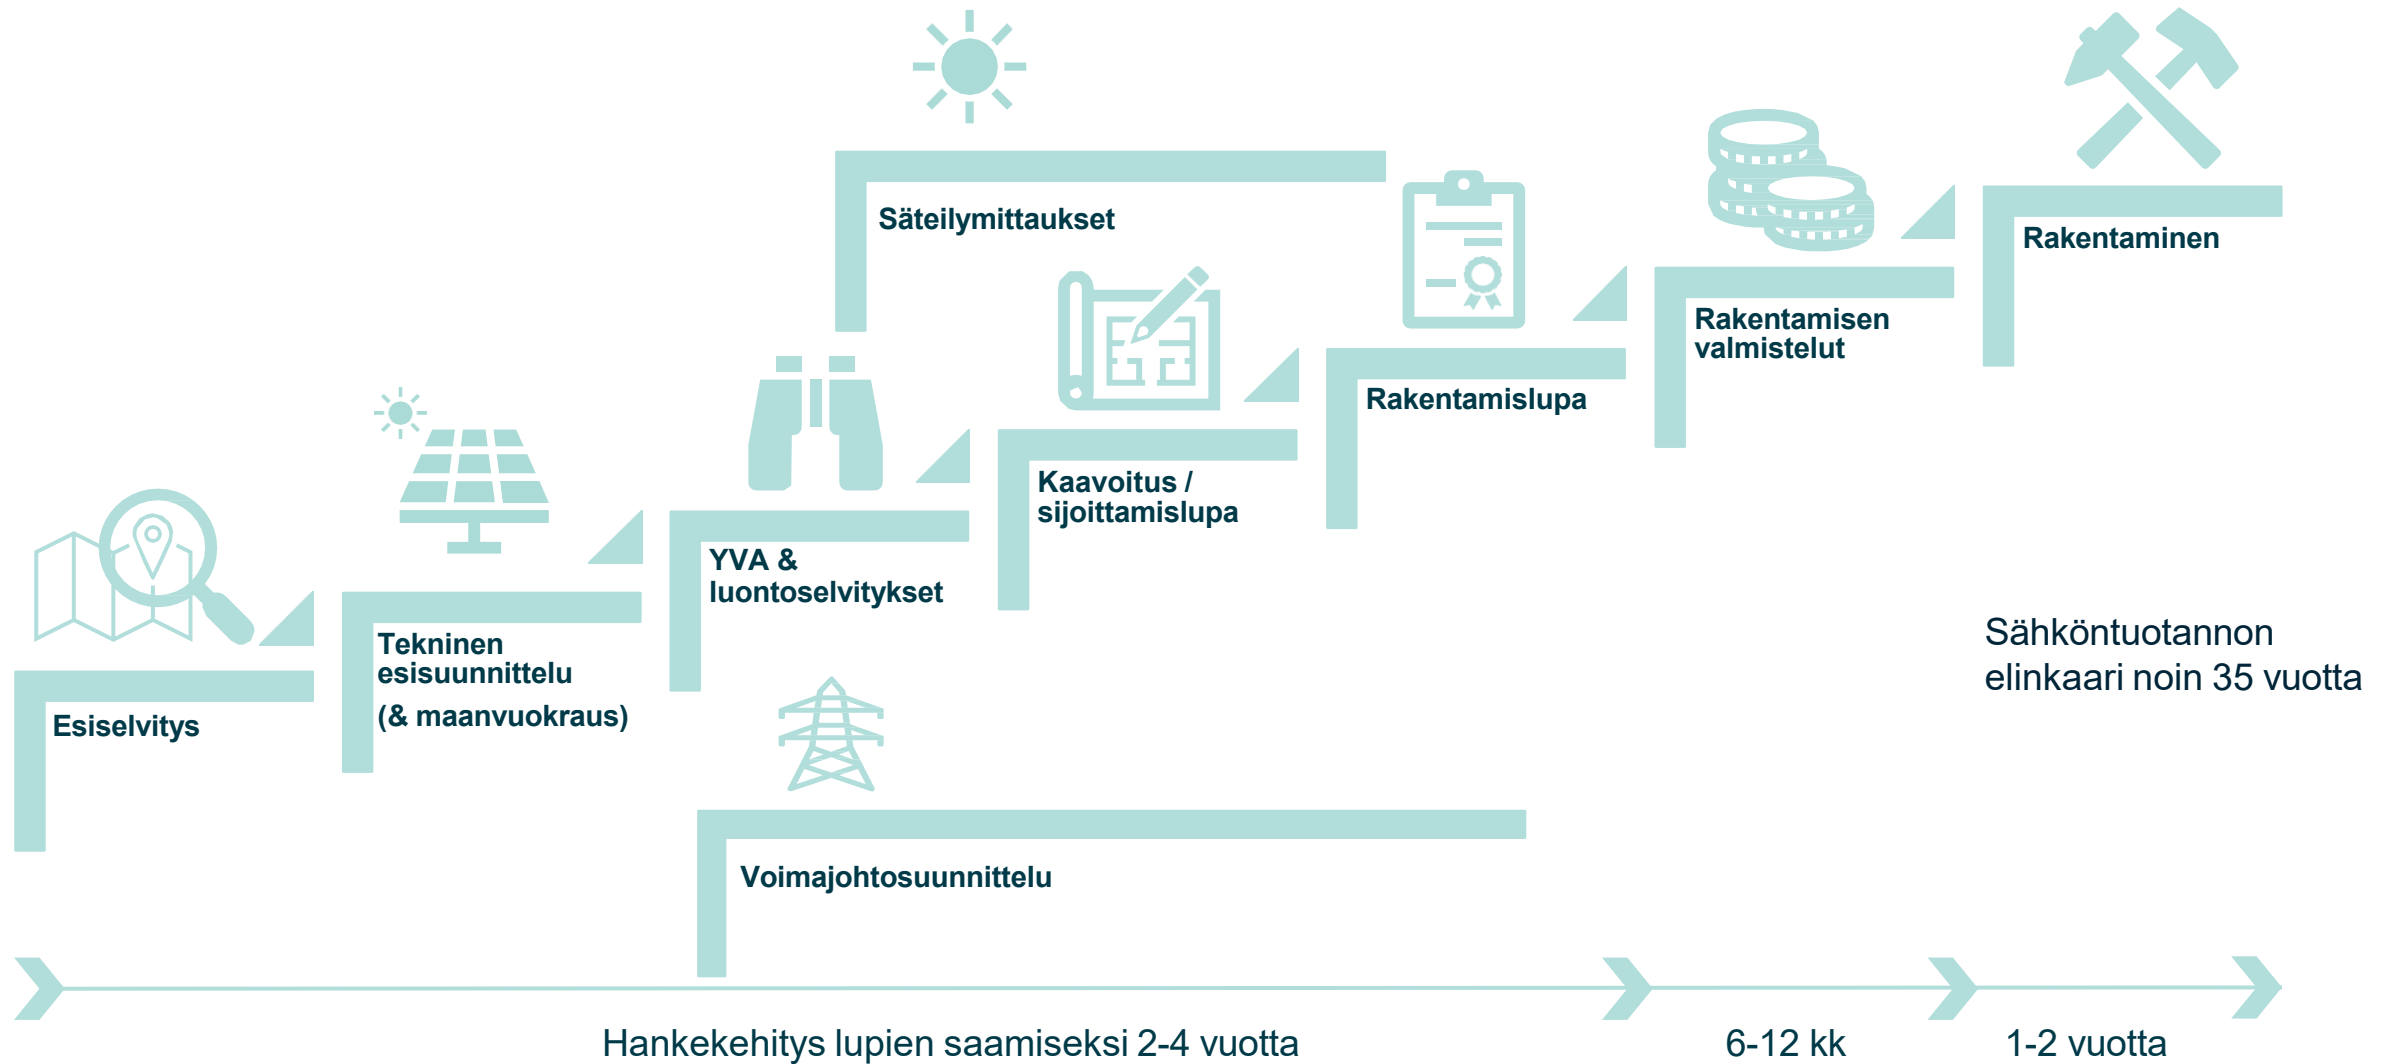 Säteilymittaukset
Rakentaminen
Rakentamisen
valmistelut
Rakentamislupa
Kaavoitus /
sijoittamislupa
YVA &
luontoselvitykset
Tekninen
esisuunnittelu
(& maanvuokraus)
Esiselvitys
Sähköntuotannon
elinkaari noin 35 vuotta
Voimajohtosuunnittelu
Hankekehitys lupien saamiseksi 2-4 vuotta
6-12 kk
1-2 vuotta